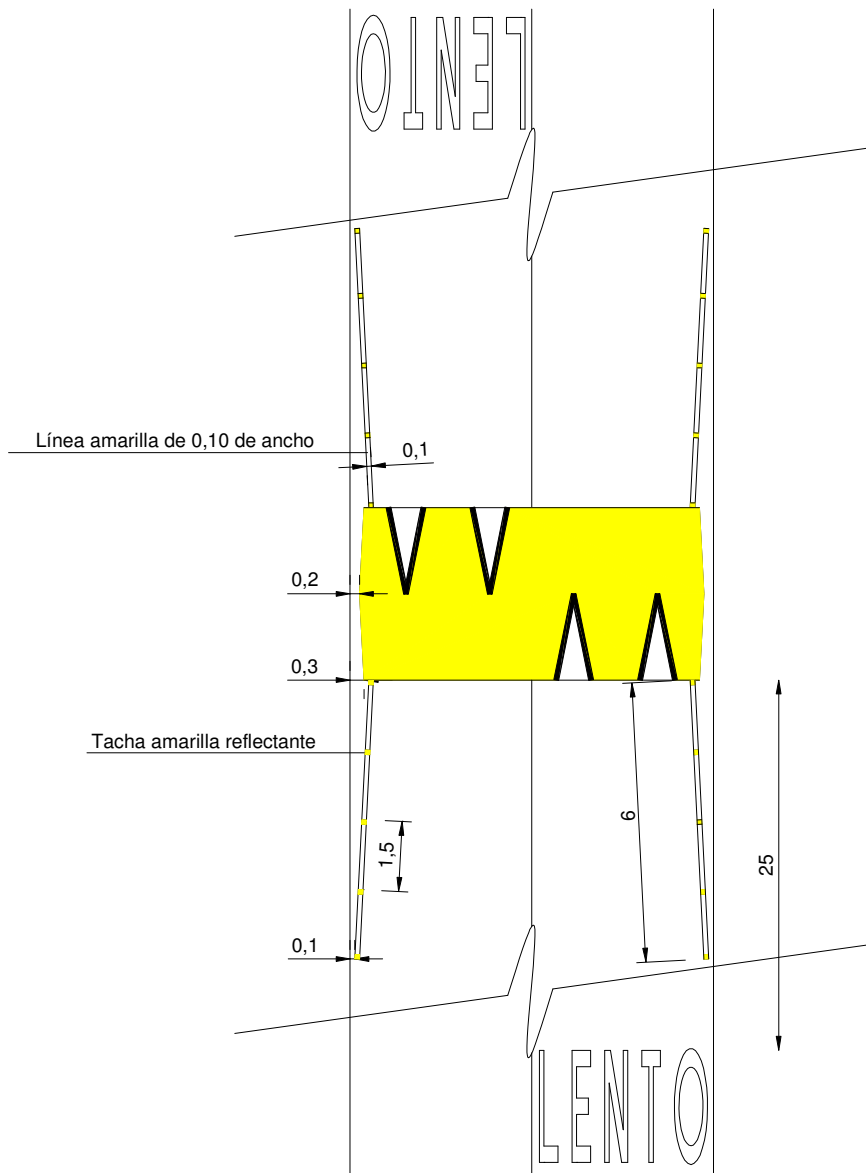 LENTO
Línea amarilla de 0,10 de ancho
0,1
0,2
0,3
Tacha amarilla reflectante
6
25
1,5
0,1
LENTO